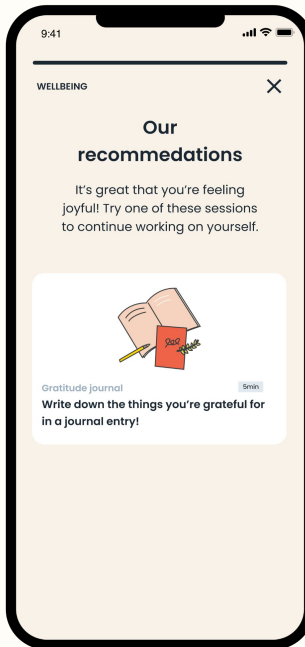 9:41
WELLBEING
Our
recommedations
It's great that you're feeling
joyful! Try one of these sessions
to continue working on yourself.
Gratitude journal
5min
Write down the things you're grateful for
in a journal entry!